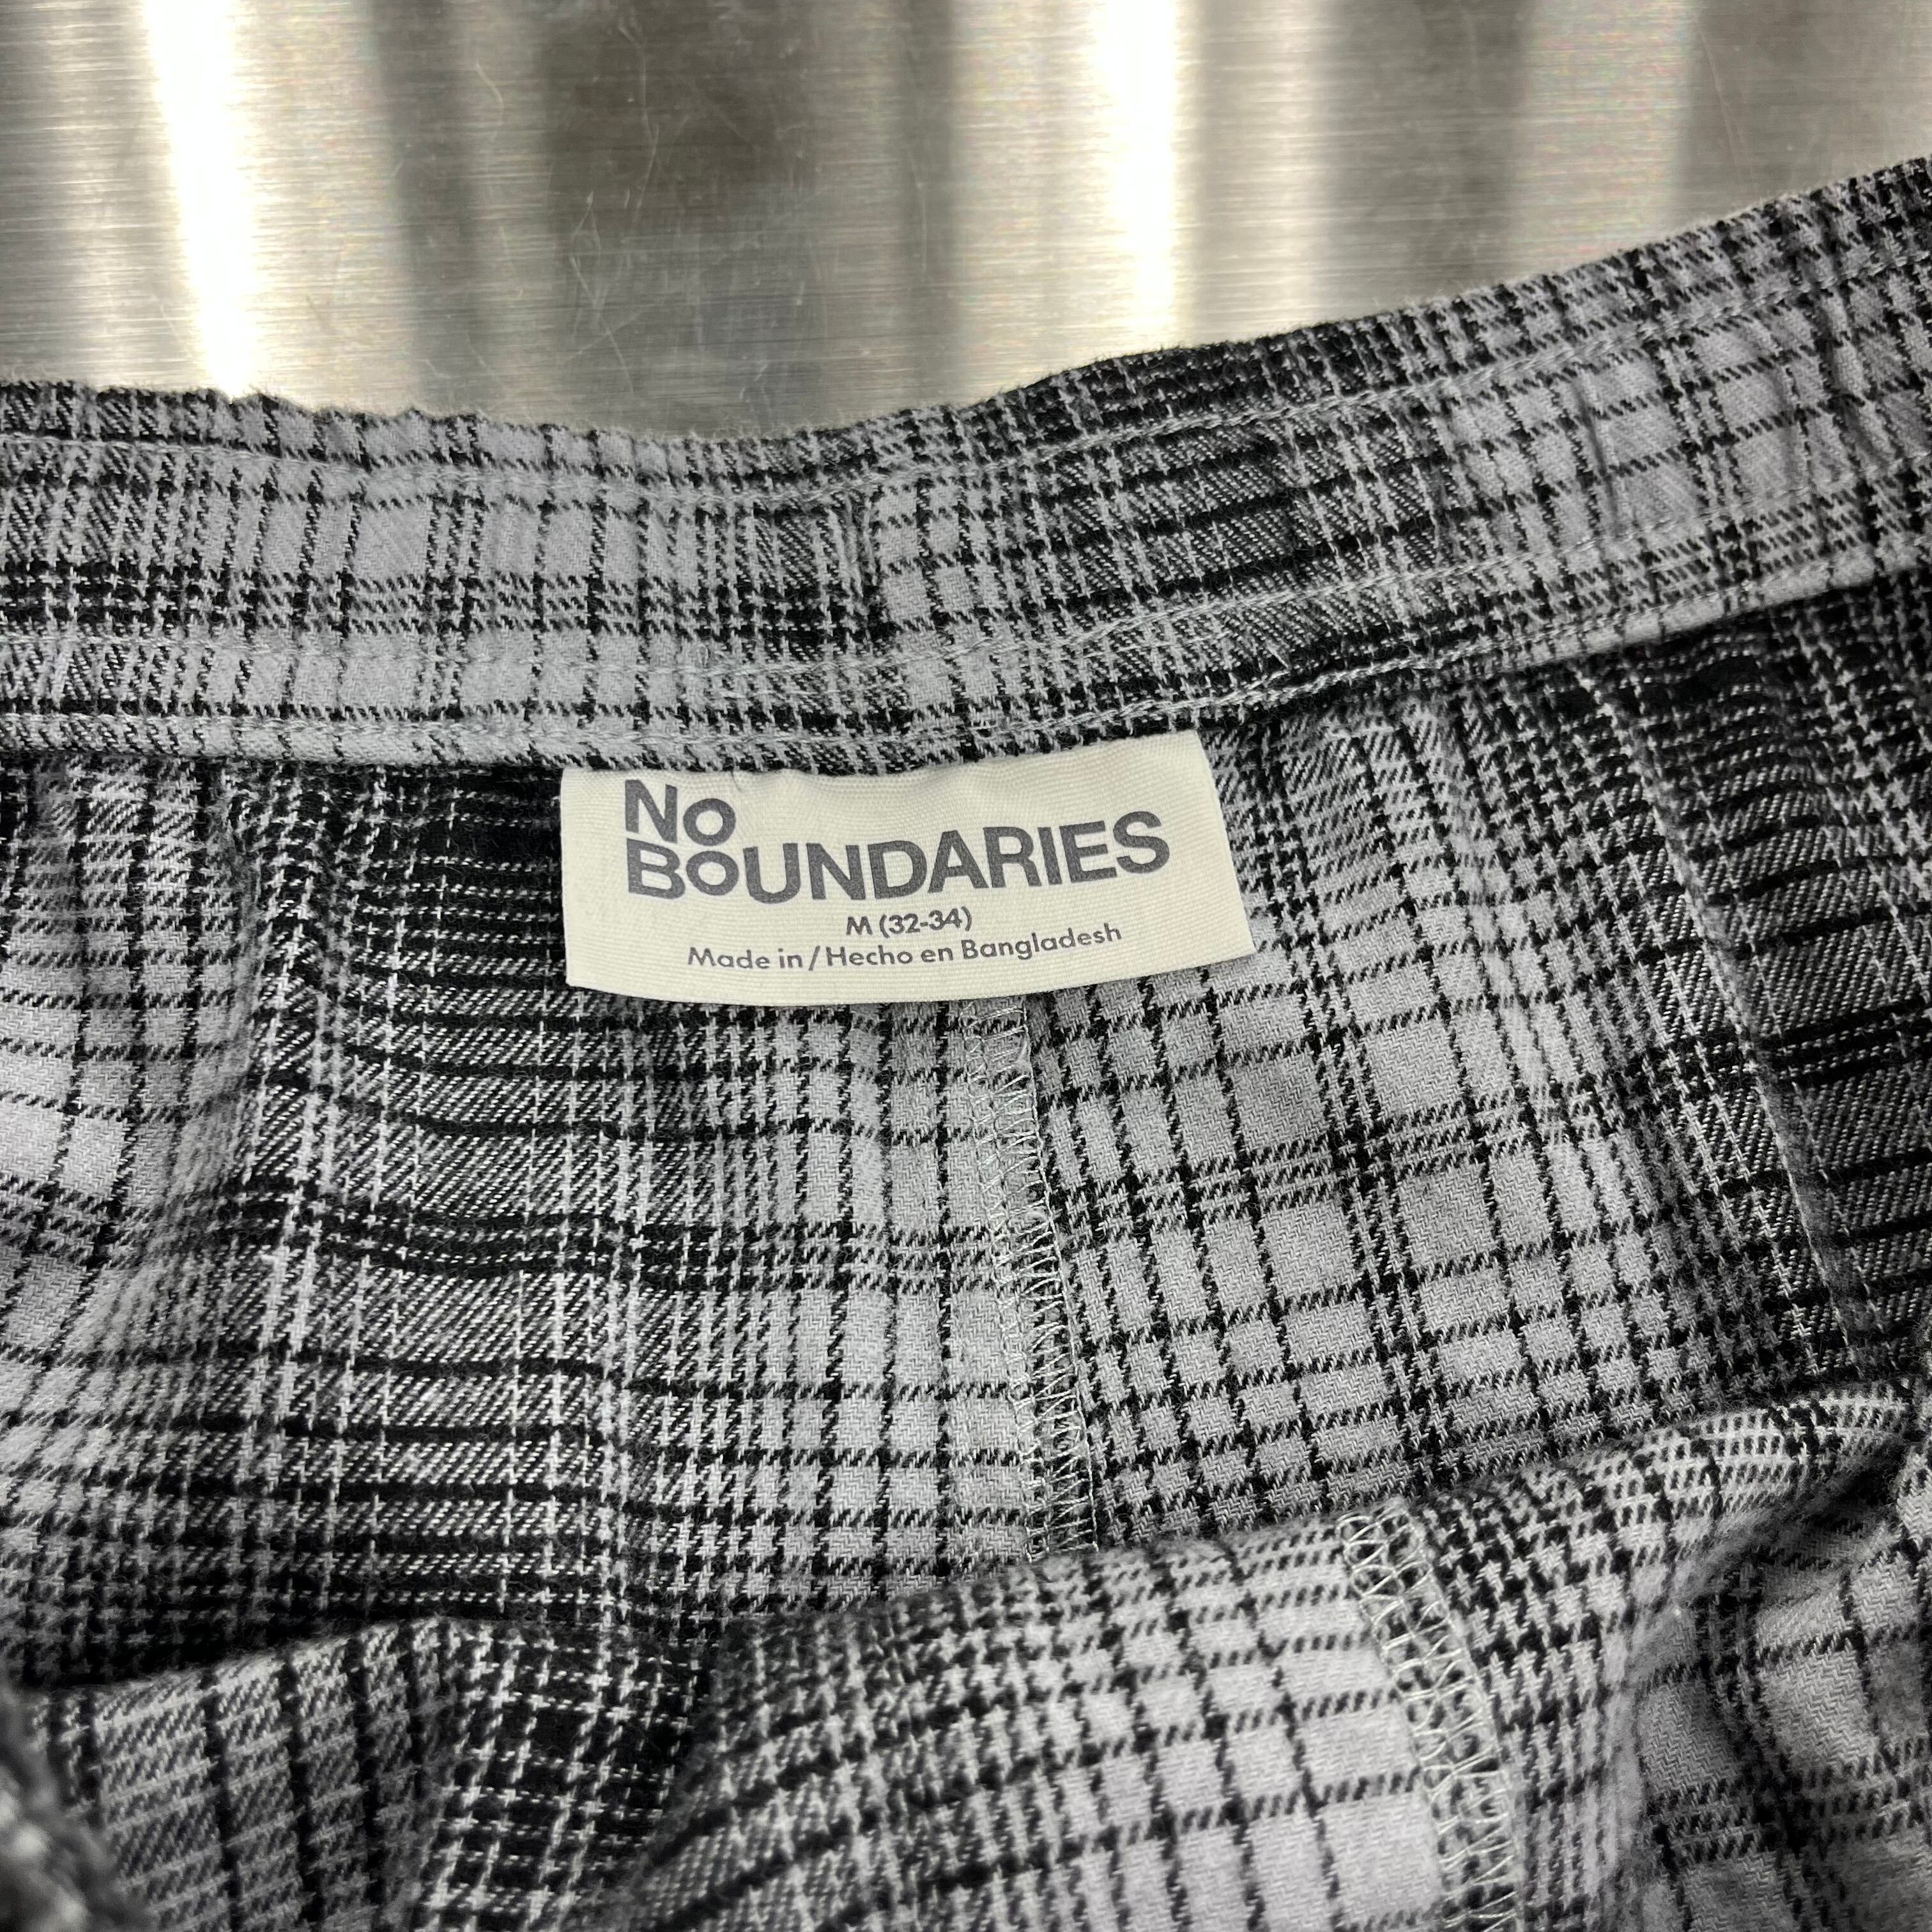 No
BoUNDARIES
M (32-34)
Made in/Hecho en Bangladesh